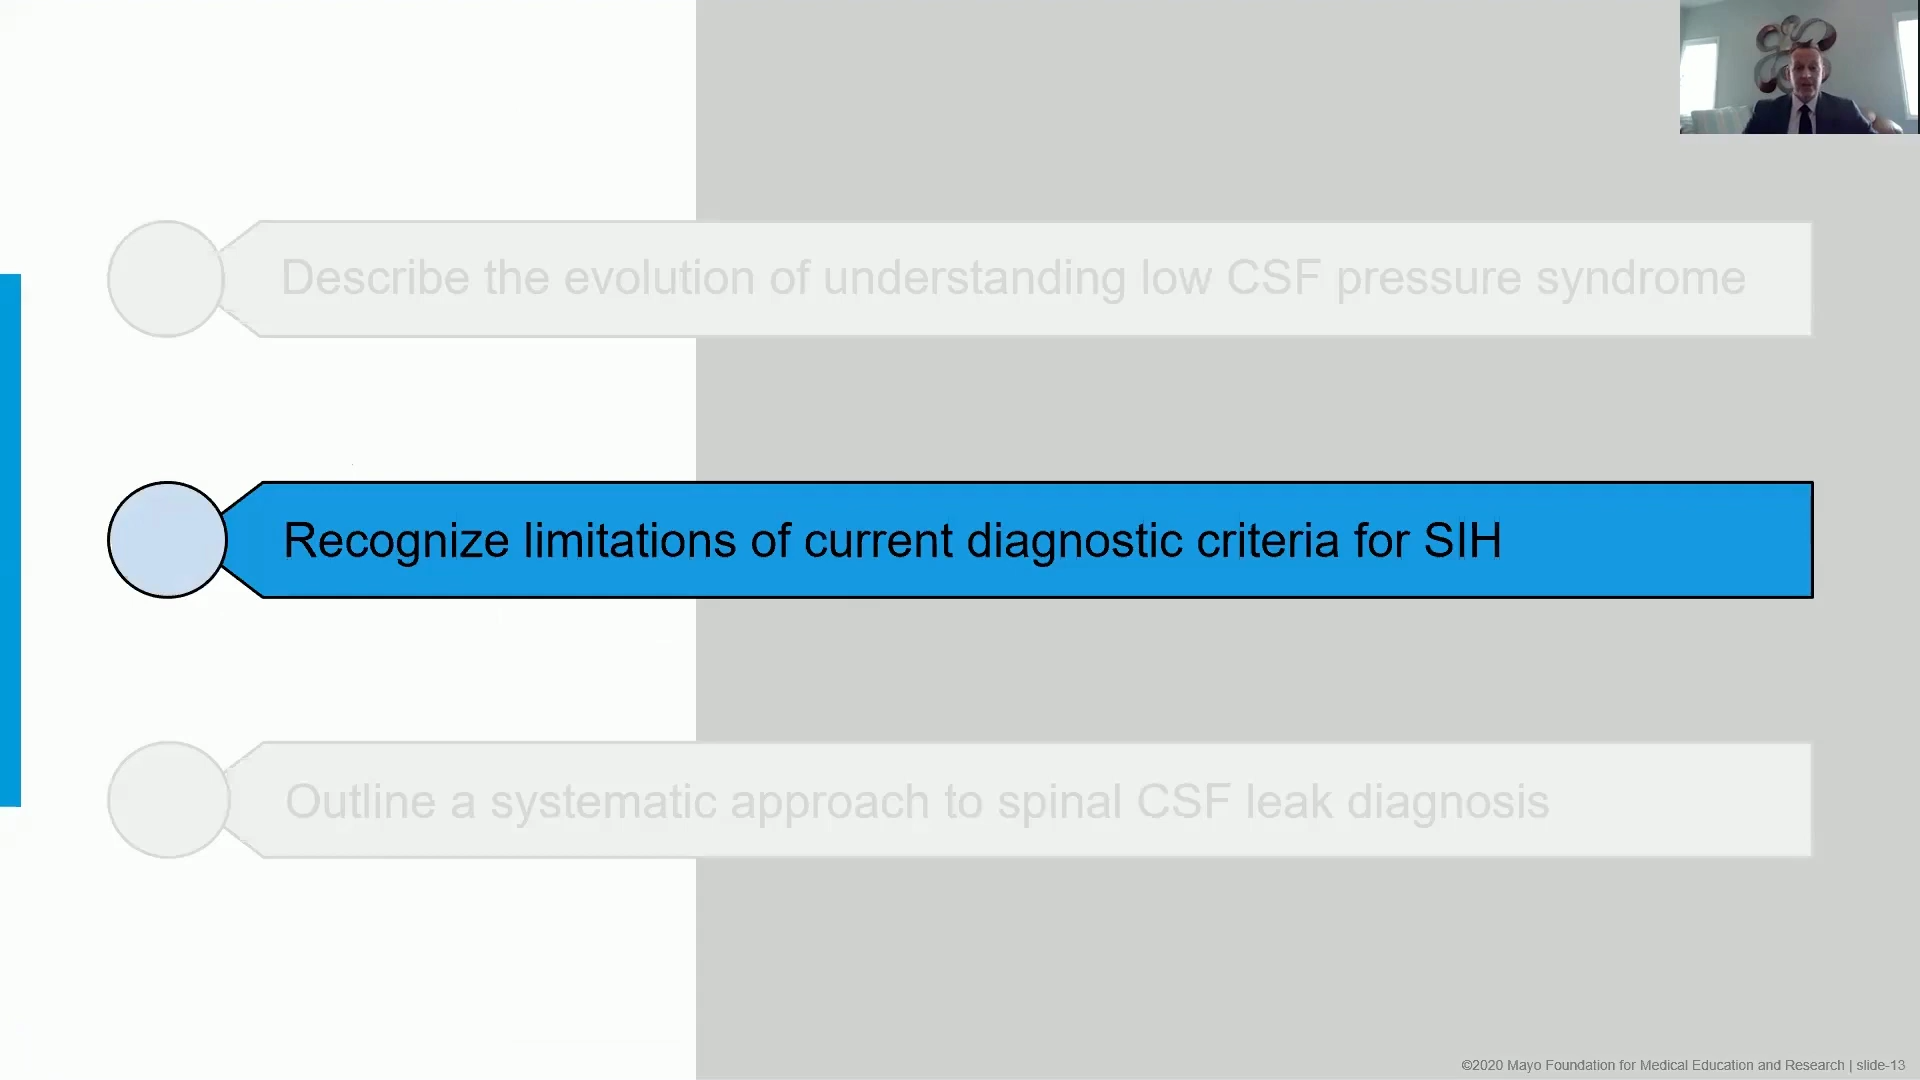 Describe the evolution of understanding low CSF pressure syndrome
Recognize limitations of current diagnostic criteria for SIH
Outline a systematic approach to spinal CSF leak diagnosis
©2020 Mayo Foundation for Medical Education and Research | slide-13